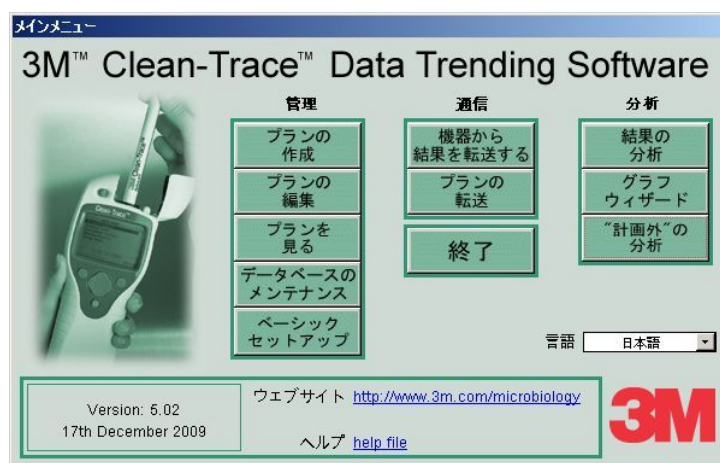 メインメニュー
3M™ Clean-Trace™ Data Trending Software
管理
プランの
作成
プランの
編集
プランを
見る
データベースの
メンテナンス
ベーシック
セットアップ
通信
機器から
結果を転送する
プランの
転送
終了
分析
結果の
分析
グラフ
ウィザード
"計画外"の
分析
言語 日本語
Version: 5.02
17th December 2009
ウェブサイト http://www.3m.com/microbiology
ヘルプ help file
3M
Clean-Trace